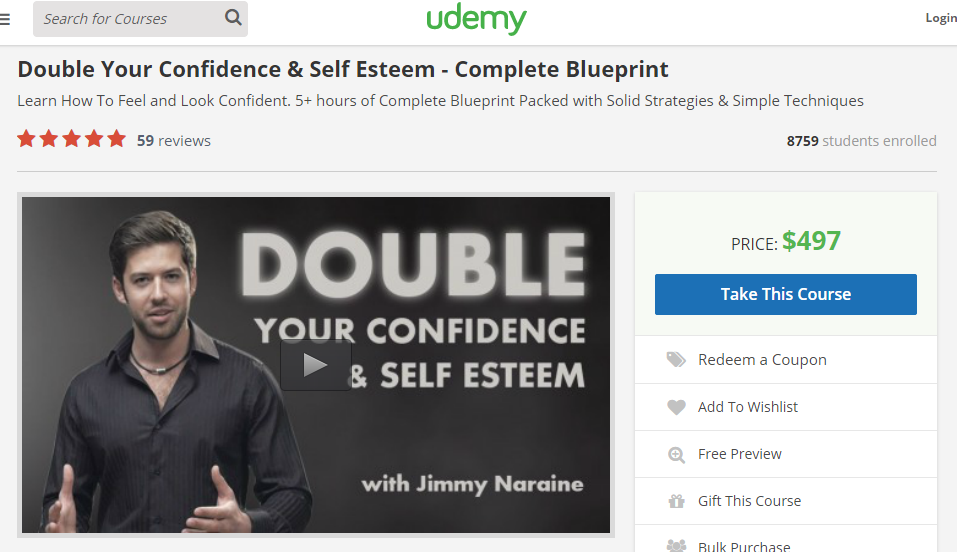 Search for Courses
udemy
Login
Double Your Confidence & Self Esteem - Complete Blueprint
Learn How To Feel and Look Confident. 5+ hours of Complete Blueprint Packed with Solid Strategies & Simple Techniques
59 reviews
8759 students enrolled
DOUBLE
YOUR CONFIDENCE
& SELF ESTEEM
with Jimmy Naraine
PRICE: $497
Take This Course
Redeem a Coupon
Add To Wishlist
Free Preview
Gift This Course
Bulk Purchase